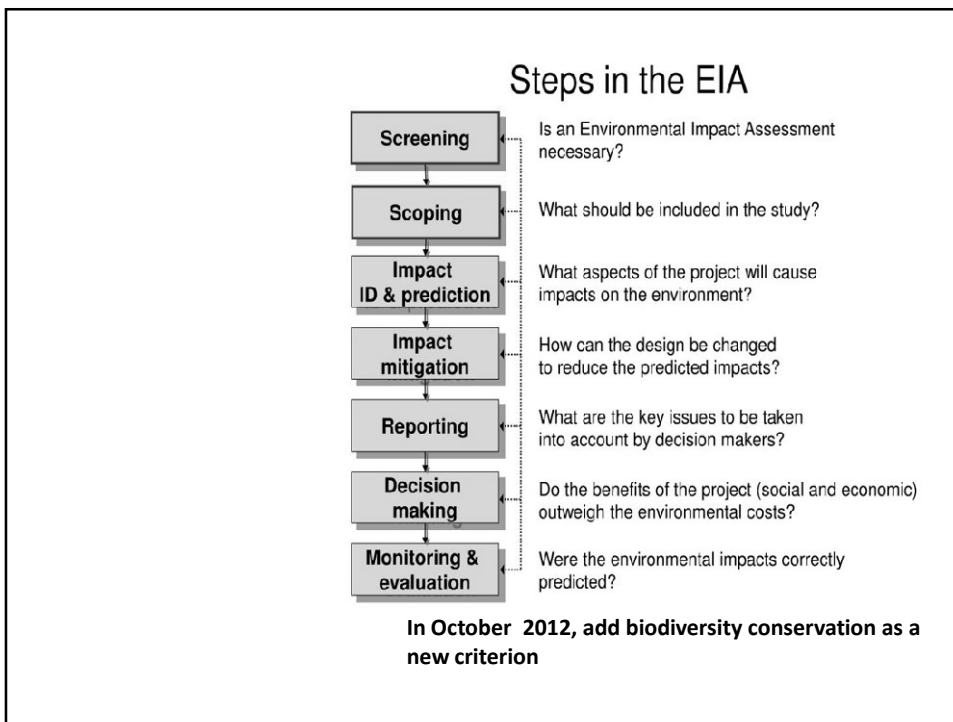 Steps in the EIA
Screening
Is an Environmental Impact Assessment
necessary?
Scoping
What should be included in the study?
Impact
ID & prediction
What aspects of the project will cause
impacts on the environment?
Impact
mitigation
How can the design be changed
to reduce the predicted impacts?
Reporting
What are the key issues to be taken
into account by decision makers?
Decision
making
Do the benefits of the project (social and economic)
outweigh the environmental costs?
Monitoring &
evaluation
Were the environmental impacts correctly
predicted?
In October 2012, add biodiversity conservation as a
new criterion